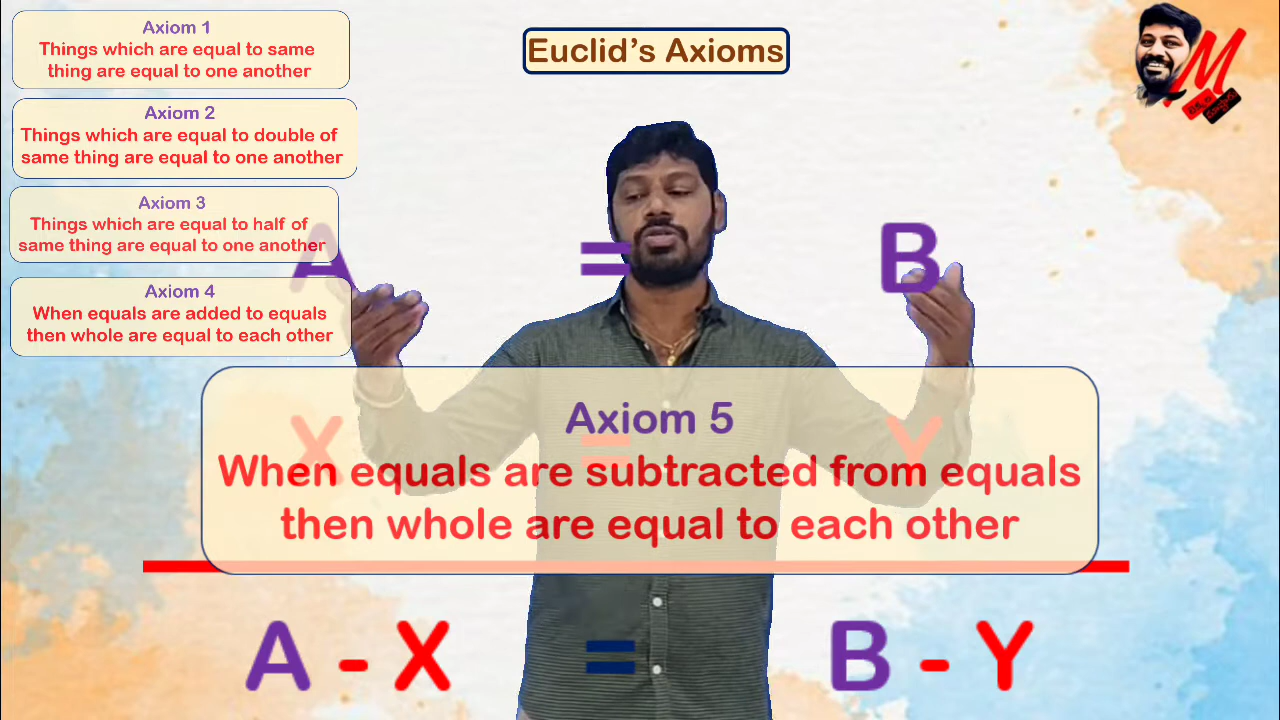 Euclid's Axioms
Axiom 1
Things which are equal to same
thing are equal to one another
Axiom 2
Things which are equal to double of
same thing are equal to one another
Axiom 3
Things which are equal to half of
same thing are equal to one another
Axiom 4
When equals are added to equals
then whole are equal to each other
A = B
X = Y
Axiom 5
When equals are subtracted from equals
then whole are equal to each other
A - X = B - Y
M